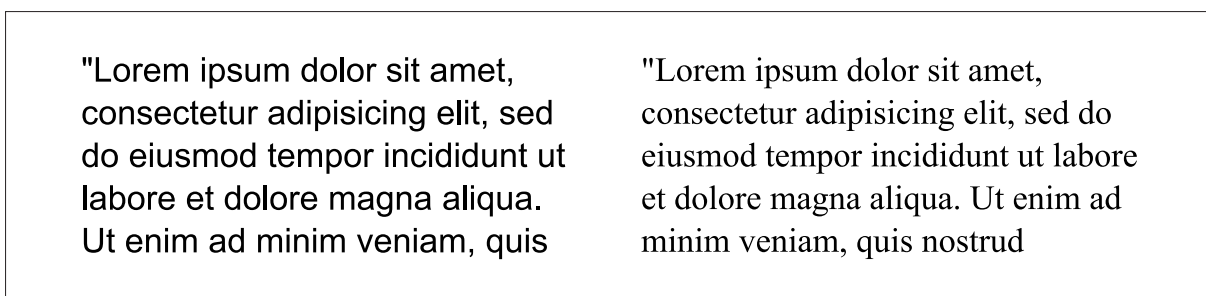 "Lorem ipsum dolor sit amet,
consectetur adipisicing elit, sed
do eiusmod tempor incididunt ut
labore et dolore magna aliqua.
Ut enim ad minim veniam, quis
"Lorem ipsum dolor sit amet,
consectetur adipisicing elit, sed do
eiusmod tempor incididunt ut labore
et dolore magna aliqua. Ut enim ad
minim veniam, quis nostrud